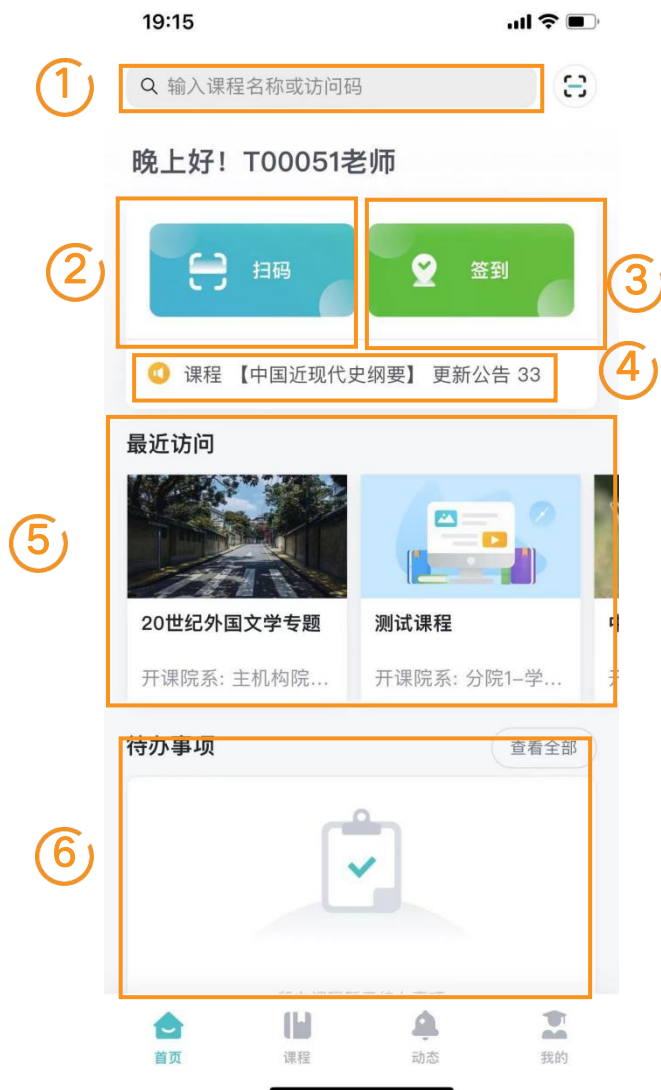 19:15
① 输入课程名称或访问码
晚上好！T00051老师
② 扫码 签到 ③
课程 【中国近现代史纲要】 更新公告 33 ④
最近访问
⑤
20世纪外国文学专题 测试课程
开课院系: 主机构院... 开课院系: 分院1-学...
待办事项 查看全部
⑥
首页 课程 动态 我的